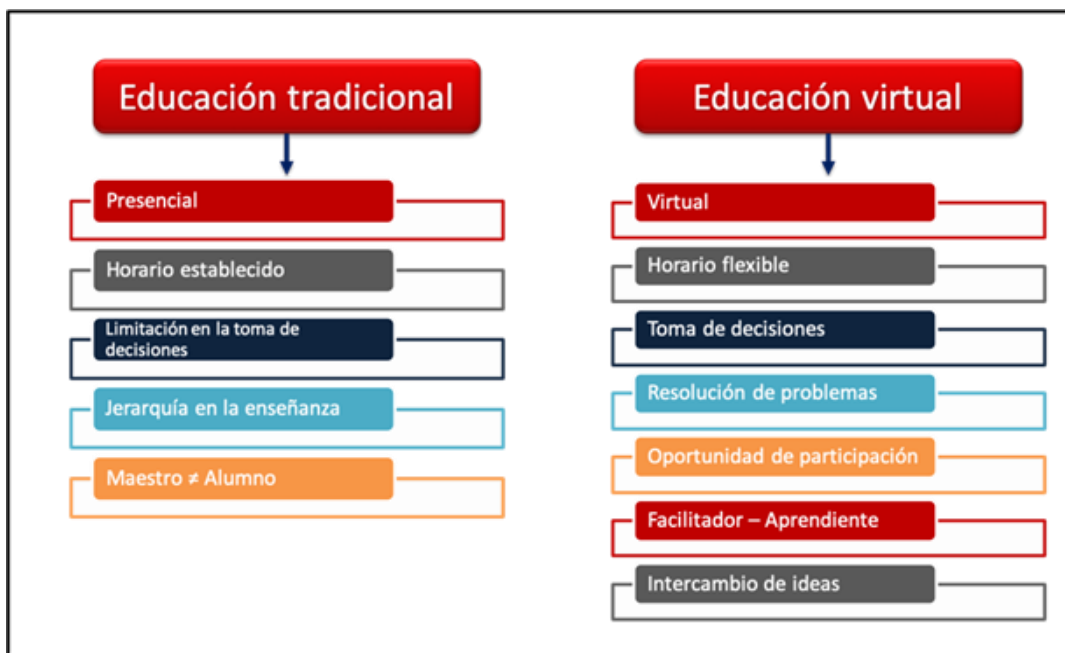 Educación tradicional
Presencial
Horario establecido
Limitación en la toma de
decisiones
Jerarquía en la enseñanza
Maestro ≠ Alumno
Educación virtual
Virtual
Horario flexible
Toma de decisiones
Resolución de problemas
Oportunidad de participación
Facilitador – Aprendiente
Intercambio de ideas